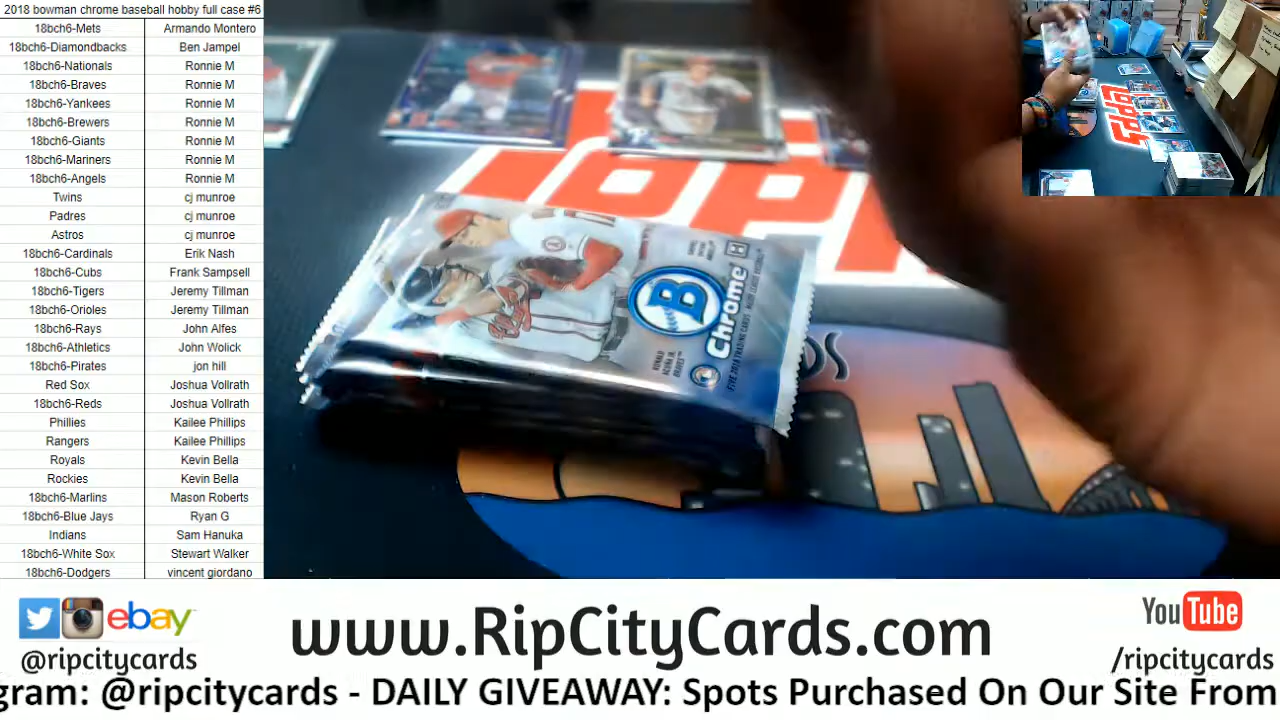 2018 bowman chrome baseball hobby full case #6
18bch6-Mets Armando Montero
18bch6-Diamondbacks Ben Jampel
18bch6-Nationals Ronnie M
18bch6-Braves Ronnie M
18bch6-Yankees Ronnie M
18bch6-Brewers Ronnie M
18bch6-Giants Ronnie M
18bch6-Mariners Ronnie M
18bch6-Angels Ronnie M
Twins cj munroe
Padres cj munroe
Astros cj munroe
18bch6-Cardinals Erik Nash
18bch6-Cubs Frank Sampsell
18bch6-Tigers Jeremy Tillman
18bch6-Orioles Jeremy Tillman
18bch6-Rays John Alfes
18bch6-Athletics John Wolick
18bch6-Pirates jon hill
Red Sox Joshua Vollrath
18bch6-Reds Joshua Vollrath
Phillies Kailee Phillips
Rangers Kailee Phillips
Royals Kevin Bella
Rockies Kevin Bella
18bch6-Marlins Mason Roberts
18bch6-Blue Jays Ryan G
Indians Sam Hanuka
18bch6-White Sox Stewart Walker
18bch6-Dodgers vincent giordano
B
Chrome
RONALD
ACUÑA JR.
BRAVES
ebay
@ripcitycards
www.RipCityCards.com
YouTube
/ripcitycards
gram: @ripcitycards - DAILY GIVEAWAY: Spots Purchased On Our Site From